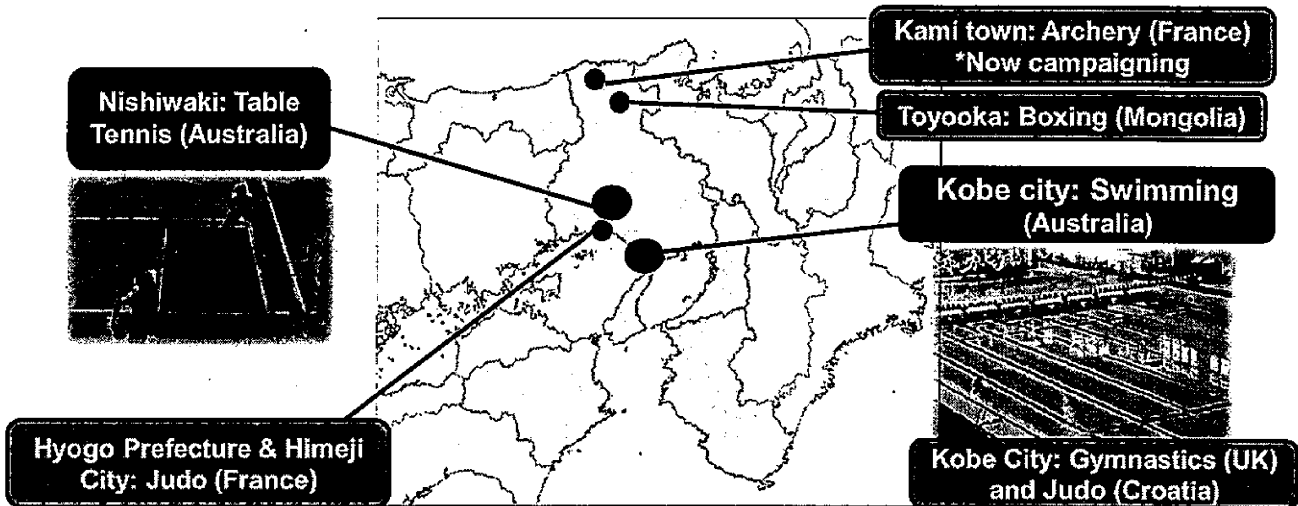 Kami town: Archery (France)
*Now campaigning
Nishiwaki: Table
Tennis (Australia)
Toyooka: Boxing (Mongolia)
Kobe city: Swimming
(Australia)
Hyogo Prefecture & Himeji
City: Judo (France)
Kobe City: Gymnastics (UK)
and Judo (Croatia)